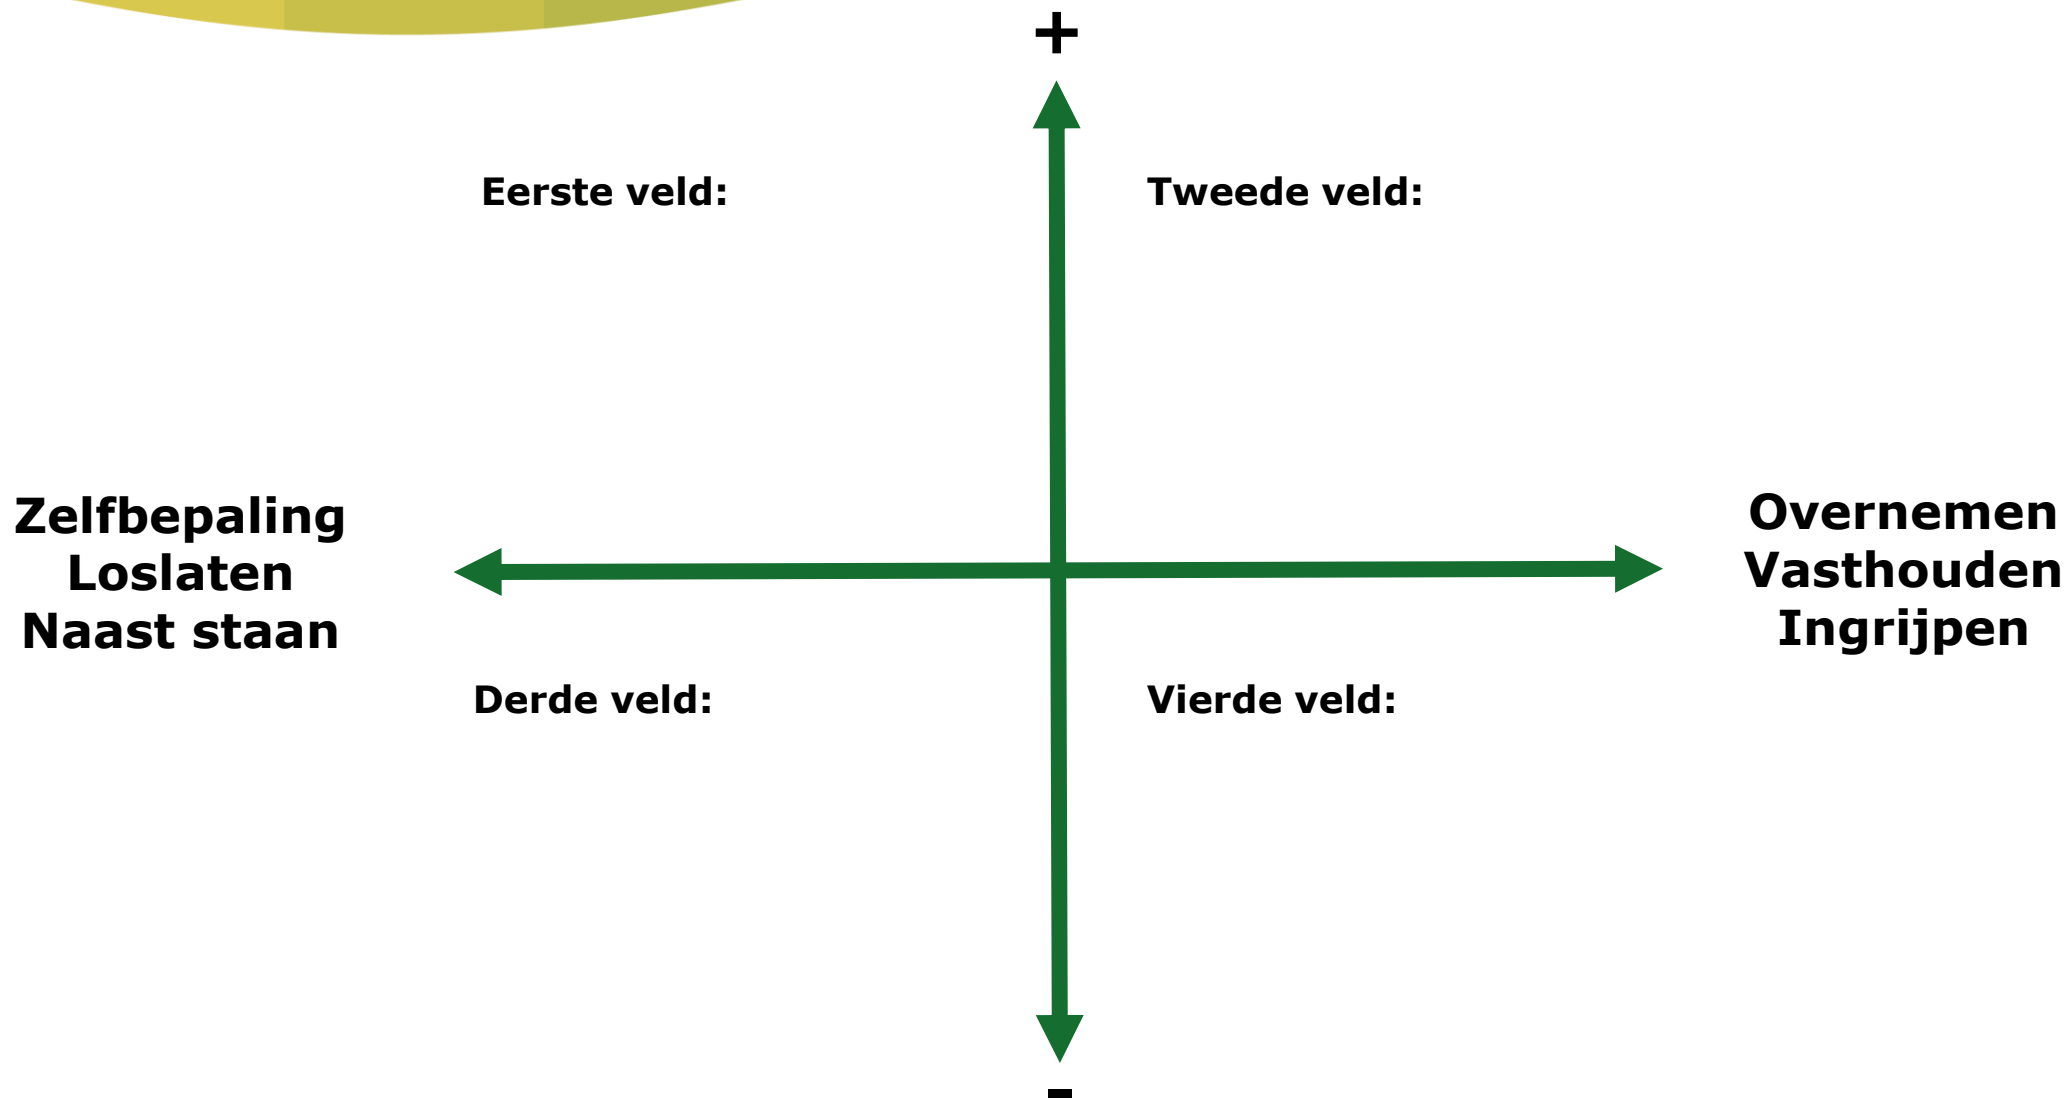 +
Eerste veld:
Tweede veld:
Zelfbepaling
Loslaten
Naast staan
Overnemen
Vasthouden
Ingrijpen
Derde veld:
Vierde veld:
-